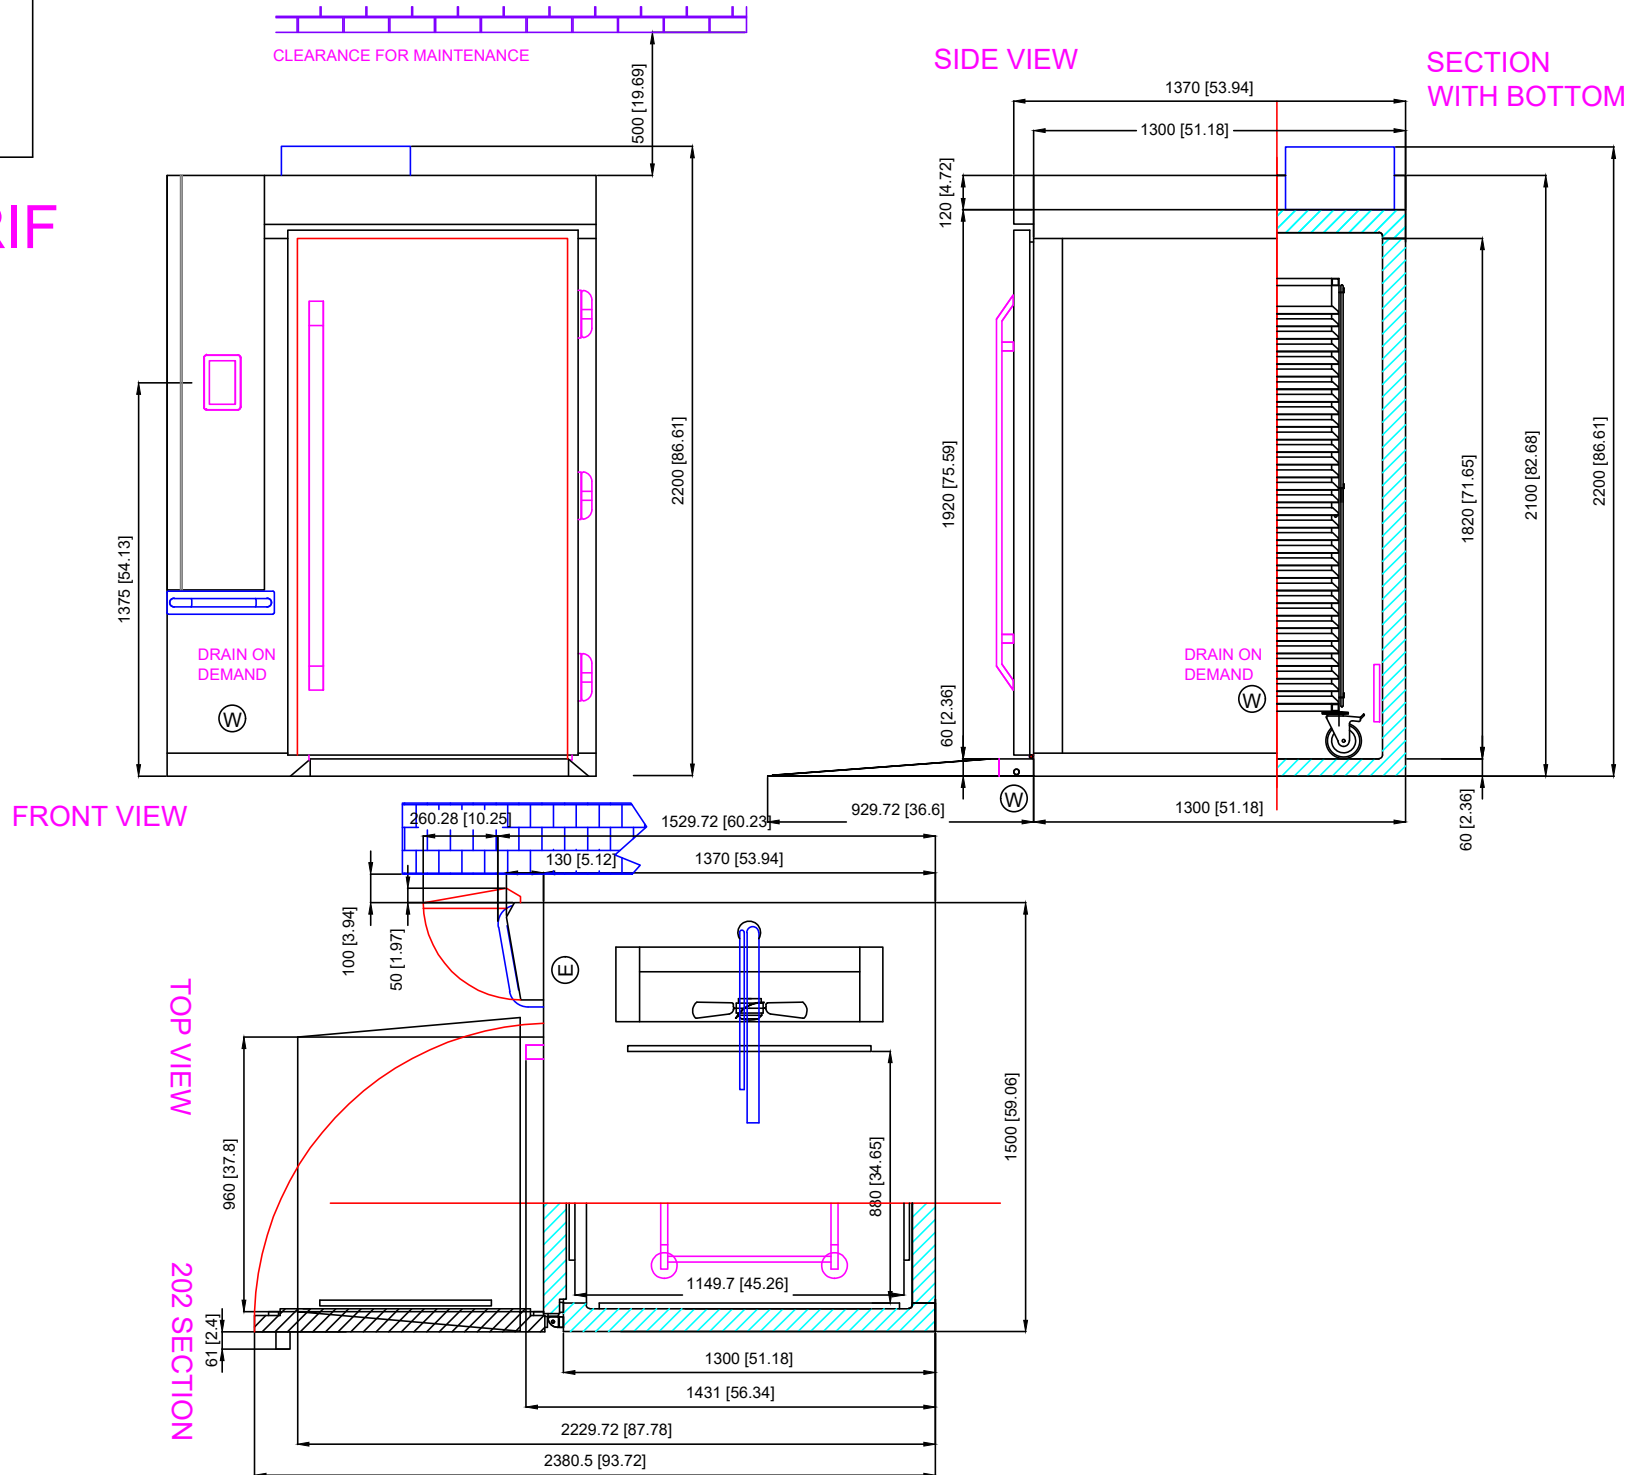 CLEARANCE FOR MAINTENANCE
500 [19.69]
SIDE VIEW
SECTION
WITH BOTTOM
1370 [53.94]
1300 [51.18]
120 [4.72]
RIF
2200 [86.61]
1375 [54.13]
DRAIN ON
DEMAND
W
1920 [75.59]
60 [2.36]
DRAIN ON
DEMAND
W
1820 [71.65]
2100 [82.68]
2200 [86.61]
W
929.72 [36.6]
1300 [51.18]
60 [2.36]
FRONT VIEW
260.28 [10.25]
1529.72 [60.23]
130 [5.12]
1370 [53.94]
100 [3.94]
50 [1.97]
E
TOP VIEW
960 [37.8]
880 [34.65]
1500 [59.06]
1149.7 [45.26]
202 SECTION
61 [2.4]
1300 [51.18]
1431 [56.34]
2229.72 [87.78]
2380.5 [93.72]